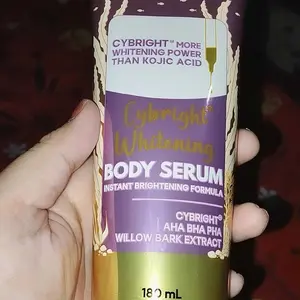 CYBRIGHT™ MORE
WHITENING POWER
THAN KOJIC ACID
Cybright®
Whitening
BODY SERUM
INSTANT BRIGHTENING FORMULA
CYBRIGHT®
AHA BHA PHA
WILLOW BARK EXTRACT
180 mL